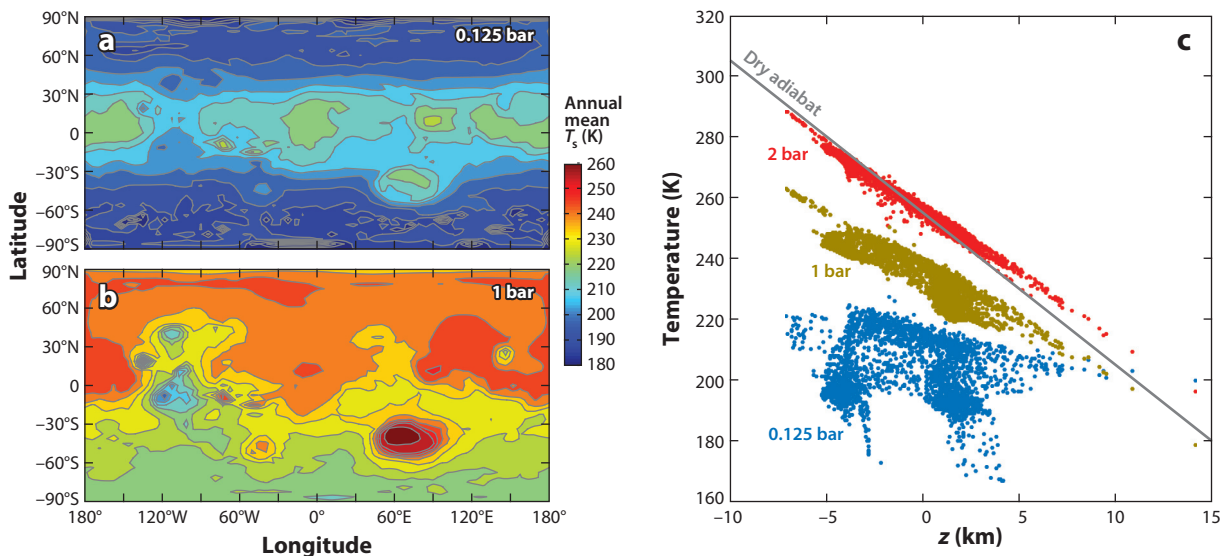 90°N
60°N
30°N
0
−30°S
−60°S
−90°S
a
0.125 bar
Latitude
90°N
60°N
30°N
0
−30°S
−60°S
−90°S
b
1 bar
180°
120°W
60°W
0°
60°E
120°E
180°
Longitude
Annual
mean
Ts (K)
260
250
240
230
220
210
200
190
180
320
300
280
260
240
220
200
180
160
Temperature (K)
c
Dry adiabat
2 bar
1 bar
0.125 bar
−10
−5
0
5
10
15
z (km)